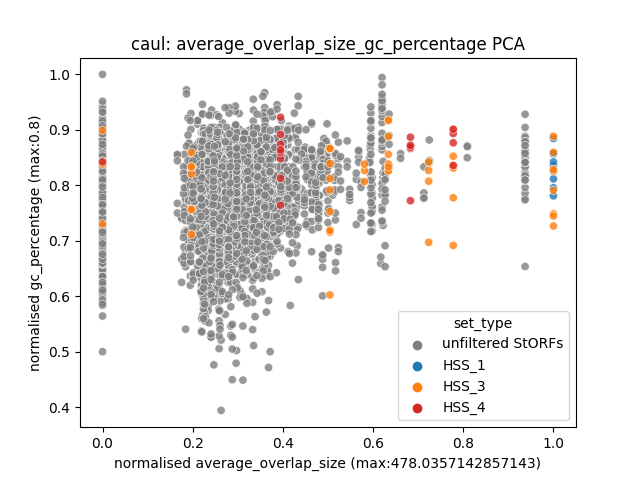 caul: average_overlap_size_gc_percentage PCA
normalised gc_percentage (max:0.8)
1.0
0.9
0.8
0.7
0.6
0.5
0.4
set_type
unfiltered StORFs
HSS_1
HSS_3
HSS_4
0.0
0.2
0.4
0.6
0.8
1.0
normalised average_overlap_size (max:478.0357142857143)